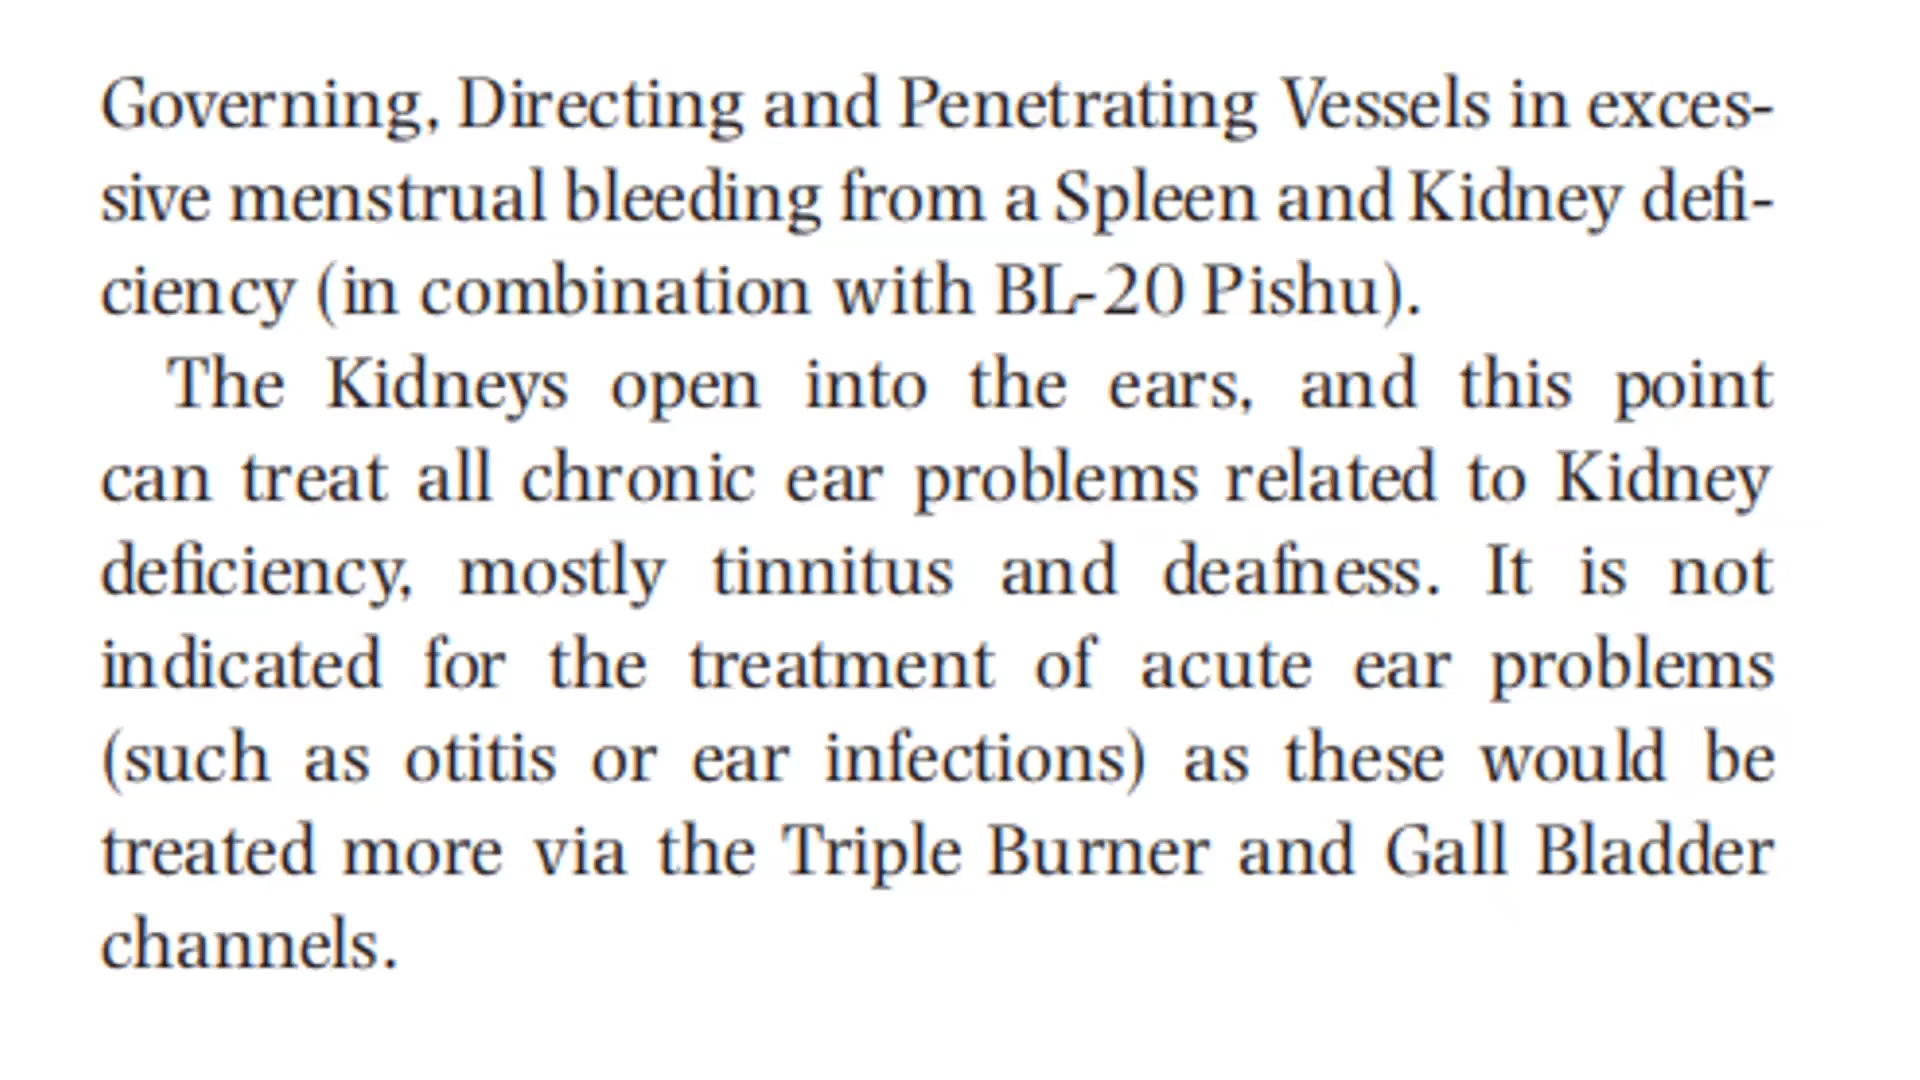 Governing, Directing and Penetrating Vessels in exces-
sive menstrual bleeding from a Spleen and Kidney defi-
ciency (in combination with BL-20 Pishu).
The Kidneys open into the ears, and this point
can treat all chronic ear problems related to Kidney
deficiency, mostly tinnitus and deafness. It is not
indicated for the treatment of acute ear problems
(such as otitis or ear infections) as these would be
treated more via the Triple Burner and Gall Bladder
channels.